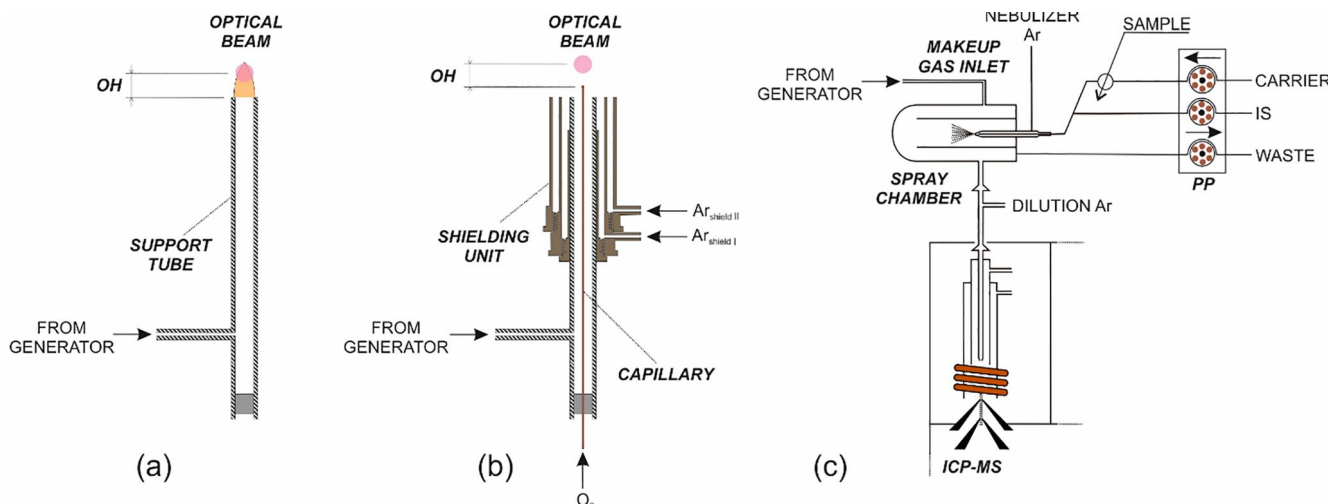 OPTICAL
BEAM
OH
SUPPORT
TUBE
FROM
GENERATOR
(a)
OPTICAL
BEAM
OH
Ar shield II
Ar shield I
SHIELDING
UNIT
FROM
GENERATOR
CAPILLARY
(b)
NEBULIZER
Ar
SAMPLE
MAKEUP
GAS INLET
FROM
GENERATOR
CARRIER
IS
WASTE
PP
SPRAY
CHAMBER
DILUTION Ar
(c)
ICP-MS